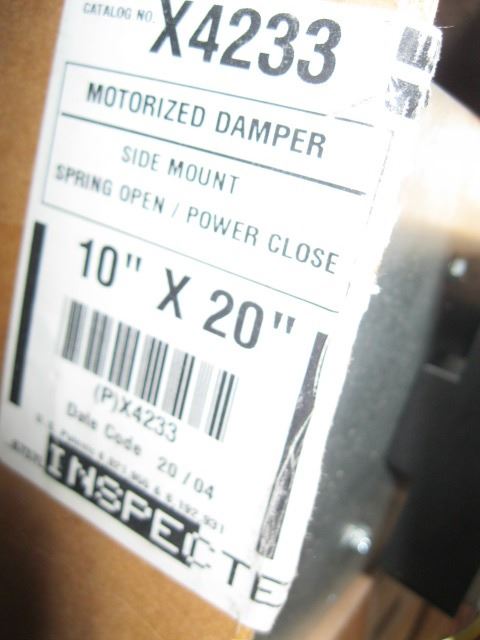 CATALOG NO. X4233
MOTORIZED DAMPER
SIDE MOUNT
SPRING OPEN / POWER CLOSE
10" X 20"
(P)X4233
Date Code 20/04
INSPECTE